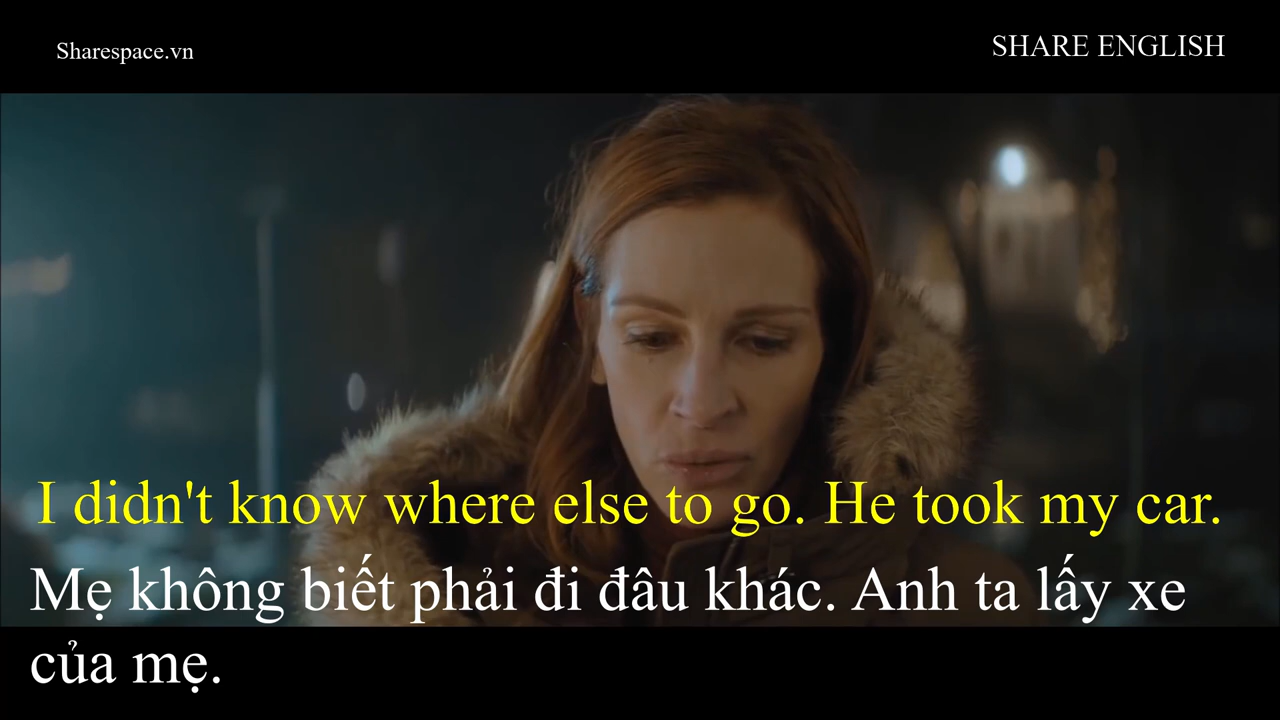 Sharespace.vn
SHARE ENGLISH
I didn't know where else to go. He took my car.
Mẹ không biết phải đi đâu khác. Anh ta lấy xe
của mẹ.